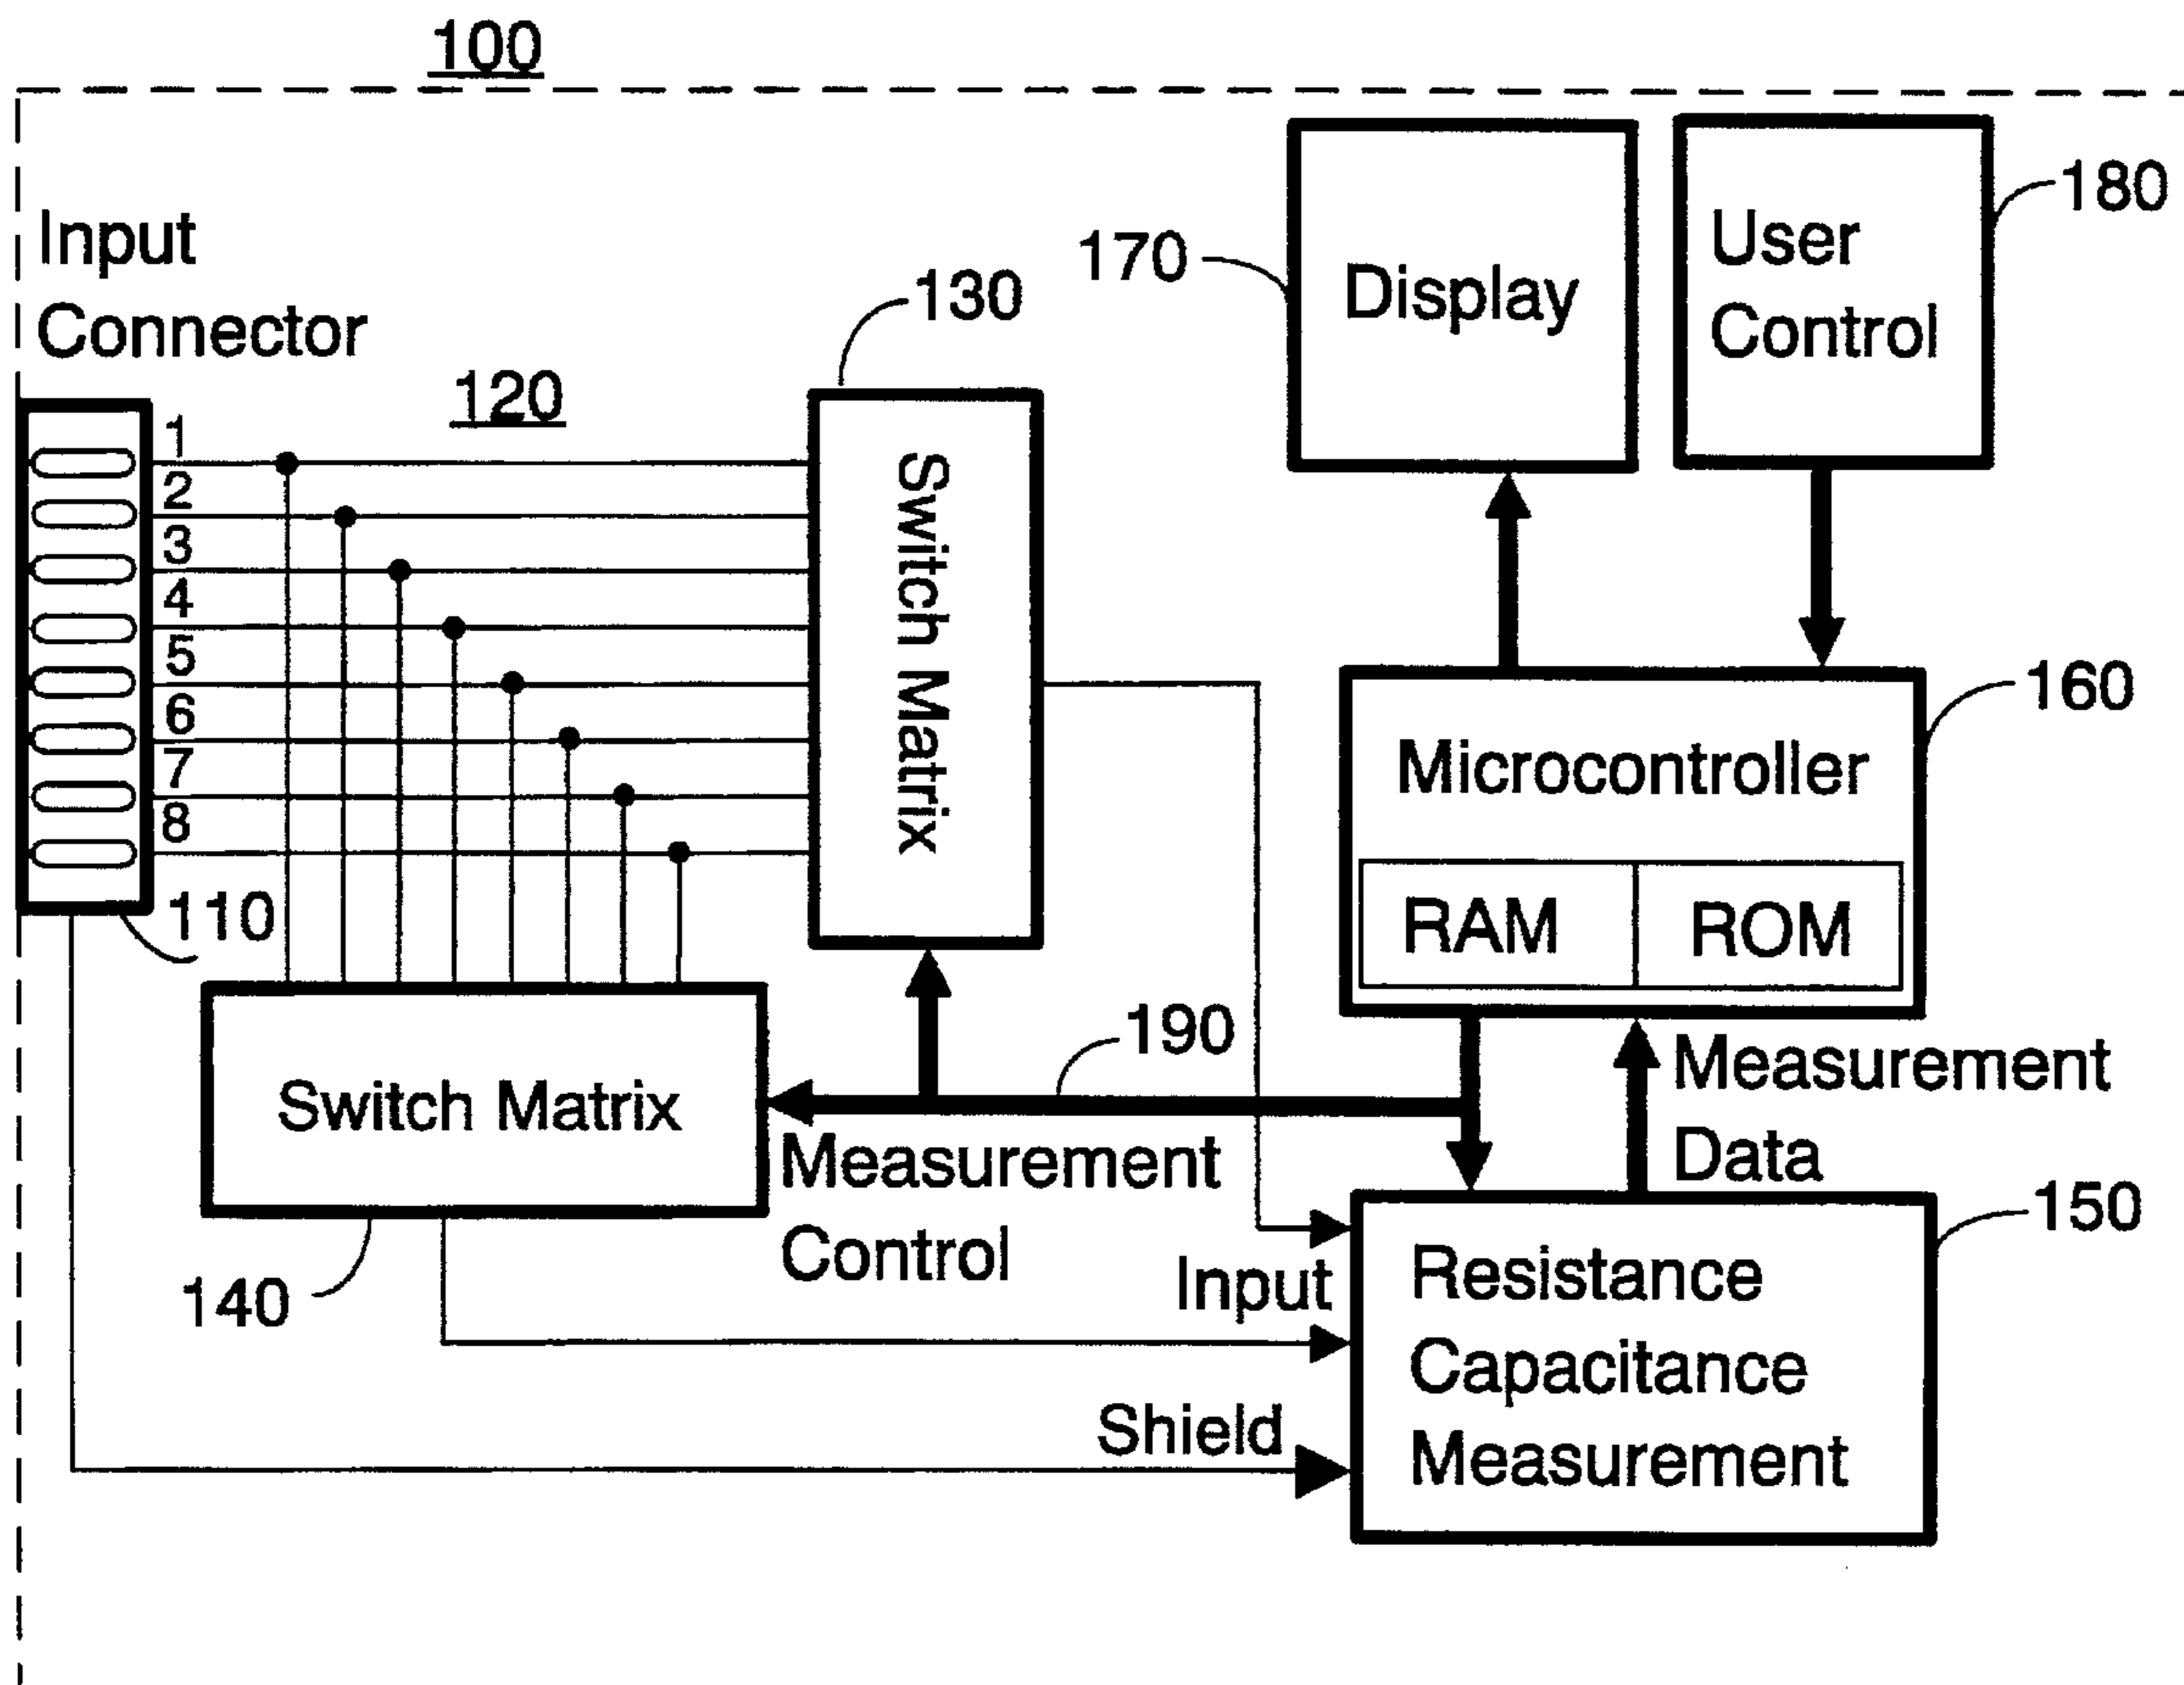 100
Input
Connector
120
130
170
Display
User
Control
180
1
2
3
4
5
6
7
8
Switch Matrix
110
160
Microcontroller
RAM
ROM
190
Switch Matrix
Measurement
Control
Measurement
Data
140
150
Input
Resistance
Capacitance
Measurement
Shield